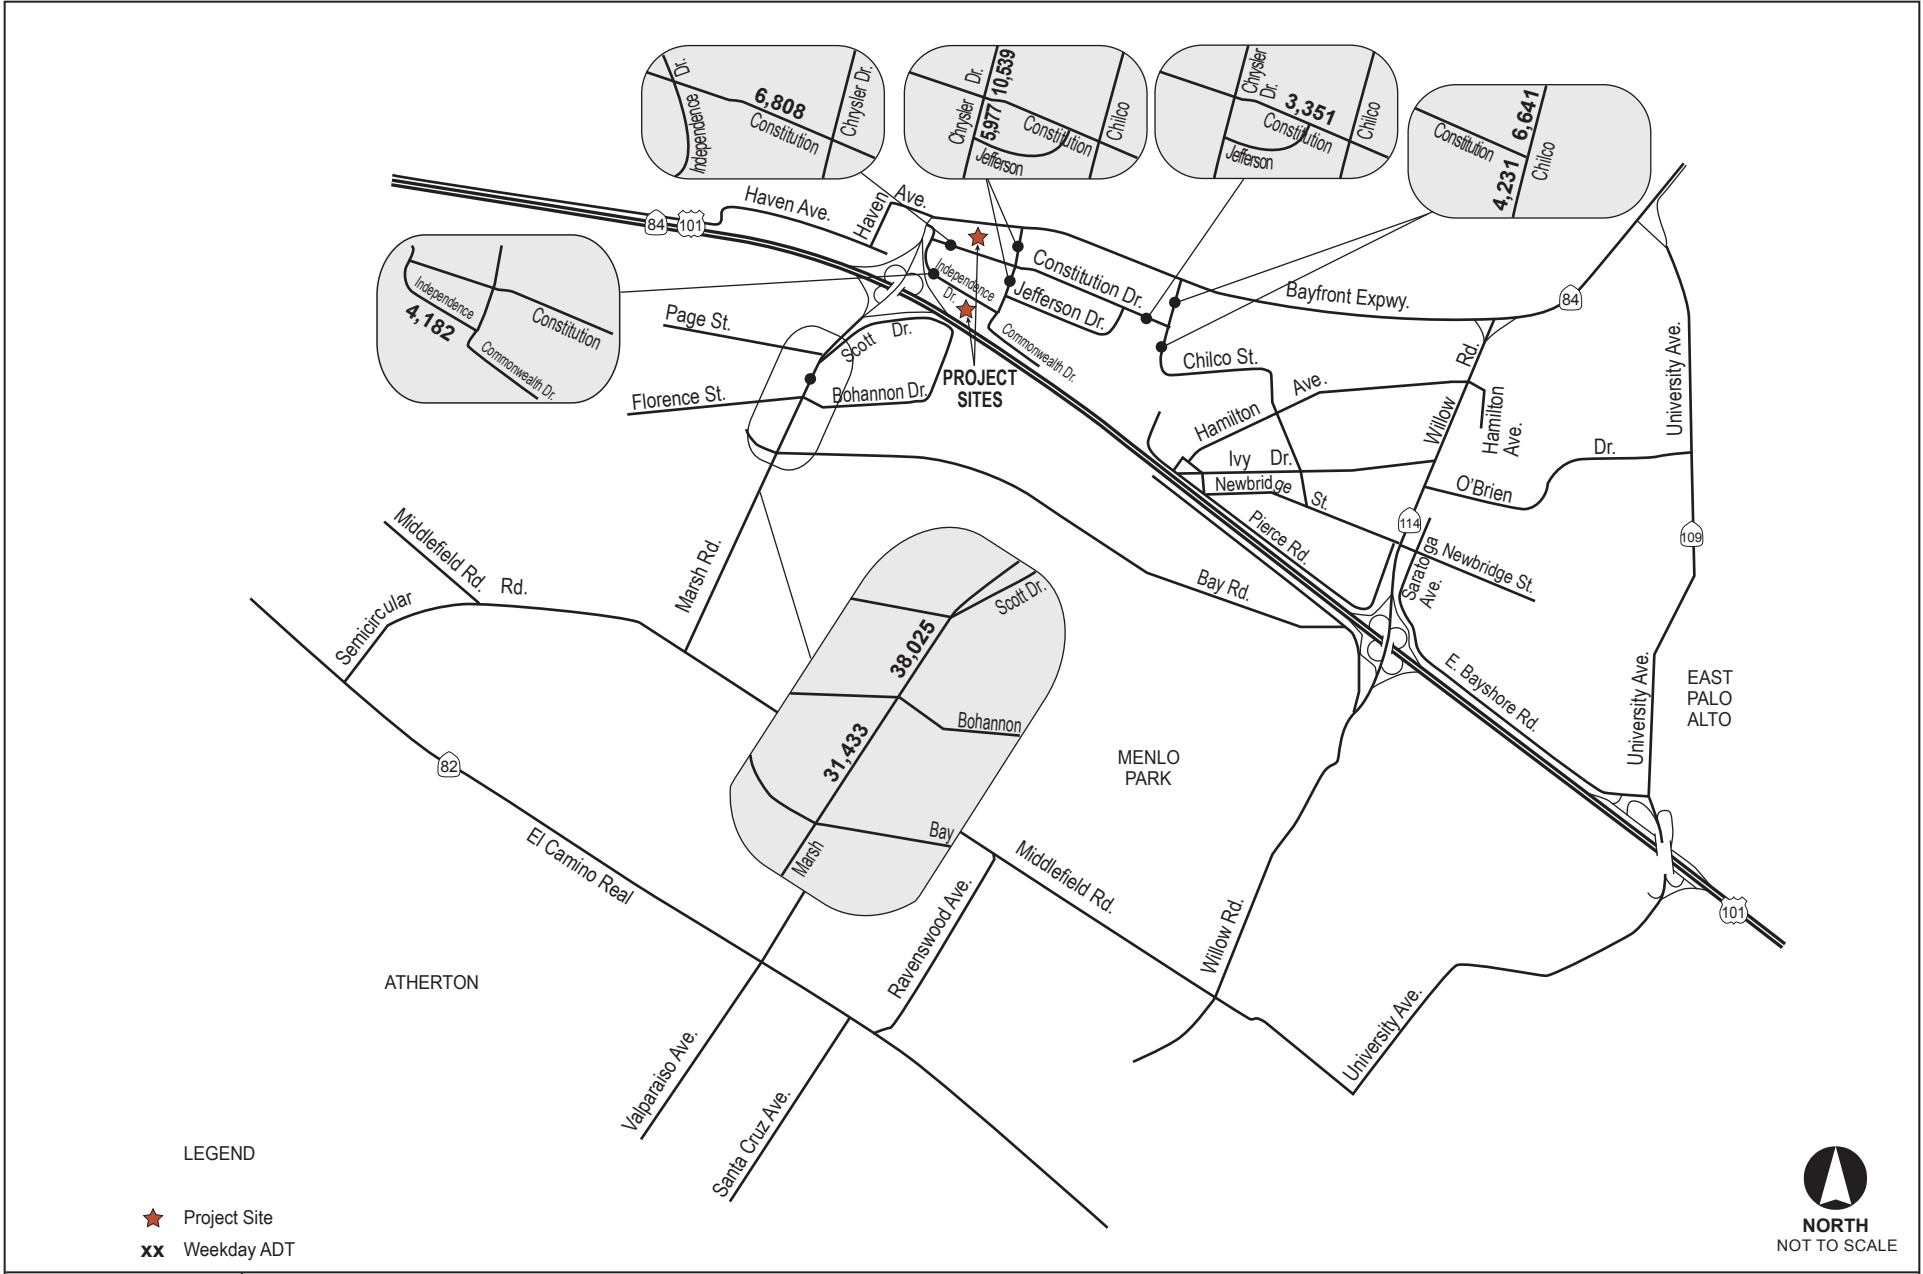 Dr.
Independence
6,808
Constitution
Chrysler Dr.
Chrysler
Dr.
10,539
5,977
Constitution
Jefferson
Chilco
Chrysler
Dr.
3,351
Constitution
Jefferson
Chilco
Constitution
6,641
4,231
Chilco
Haven Ave.
Haven
Ave.
84
101
Independence
4,182
Constitution
Commonwealth Dr.
Independence
Dr.
Constitution Dr.
Jefferson Dr.
Commonwealth Dr.
Bayfront Expwy.
84
Page St.
Scott Dr.
Florence St.
Bohannon Dr.
PROJECT
SITES
Chilco St.
Hamilton Ave.
Willow Rd.
Hamilton
Ave.
University Ave.
Ivy Dr.
Newbridge St.
O'Brien Dr.
114
109
Pierce Rd.
Saratoga
Ave.
Newbridge St.
Middlefield Rd.
Semicircular Rd.
Marsh Rd.
Bay Rd.
Scott Dr.
38,025
Bohannon
31,433
Bay
Marsh
E. Bayshore Rd.
University Ave.
EAST
PALO
ALTO
MENLO
PARK
82
El Camino Real
Middlefield Rd.
Ravenswood Ave.
Willow Rd.
101
ATHERTON
University Ave.
Valparaiso Ave.
Santa Cruz Ave.
LEGEND
Project Site
xx Weekday ADT
NORTH
NOT TO SCALE